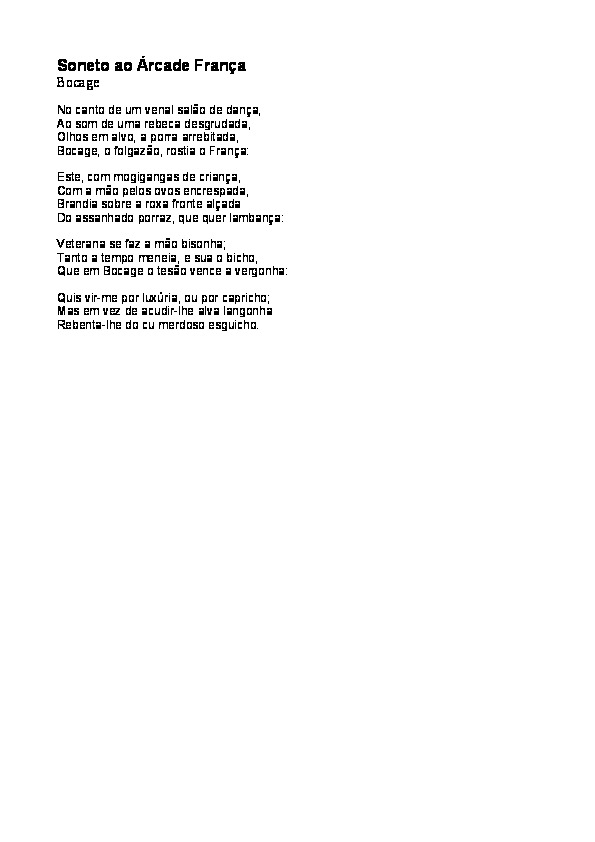 Soneto ao Árcade França
Bocage
No canto de um venal salão de dança,
Ao som de uma rebeca desgrudada,
Olhos em alvo, a porra arrebitada,
Bocage, o folgazão, rostia o França:
Este, com mogigangas de criança,
Com a mão pelos ovos encrespada,
Brandia sobre a roxa fronte alçada
Do assanhado porraz, que quer lambança:
Veterana se faz a mão bisonha;
Tanto a tempo meneia, e sua o bicho,
Que em Bocage o tesão vence a vergonha:
Quis vir-me por luxúria, ou por capricho;
Mas em vez de acudir-lhe alva langonha
Rebenta-lhe do cu merdoso esguicho.